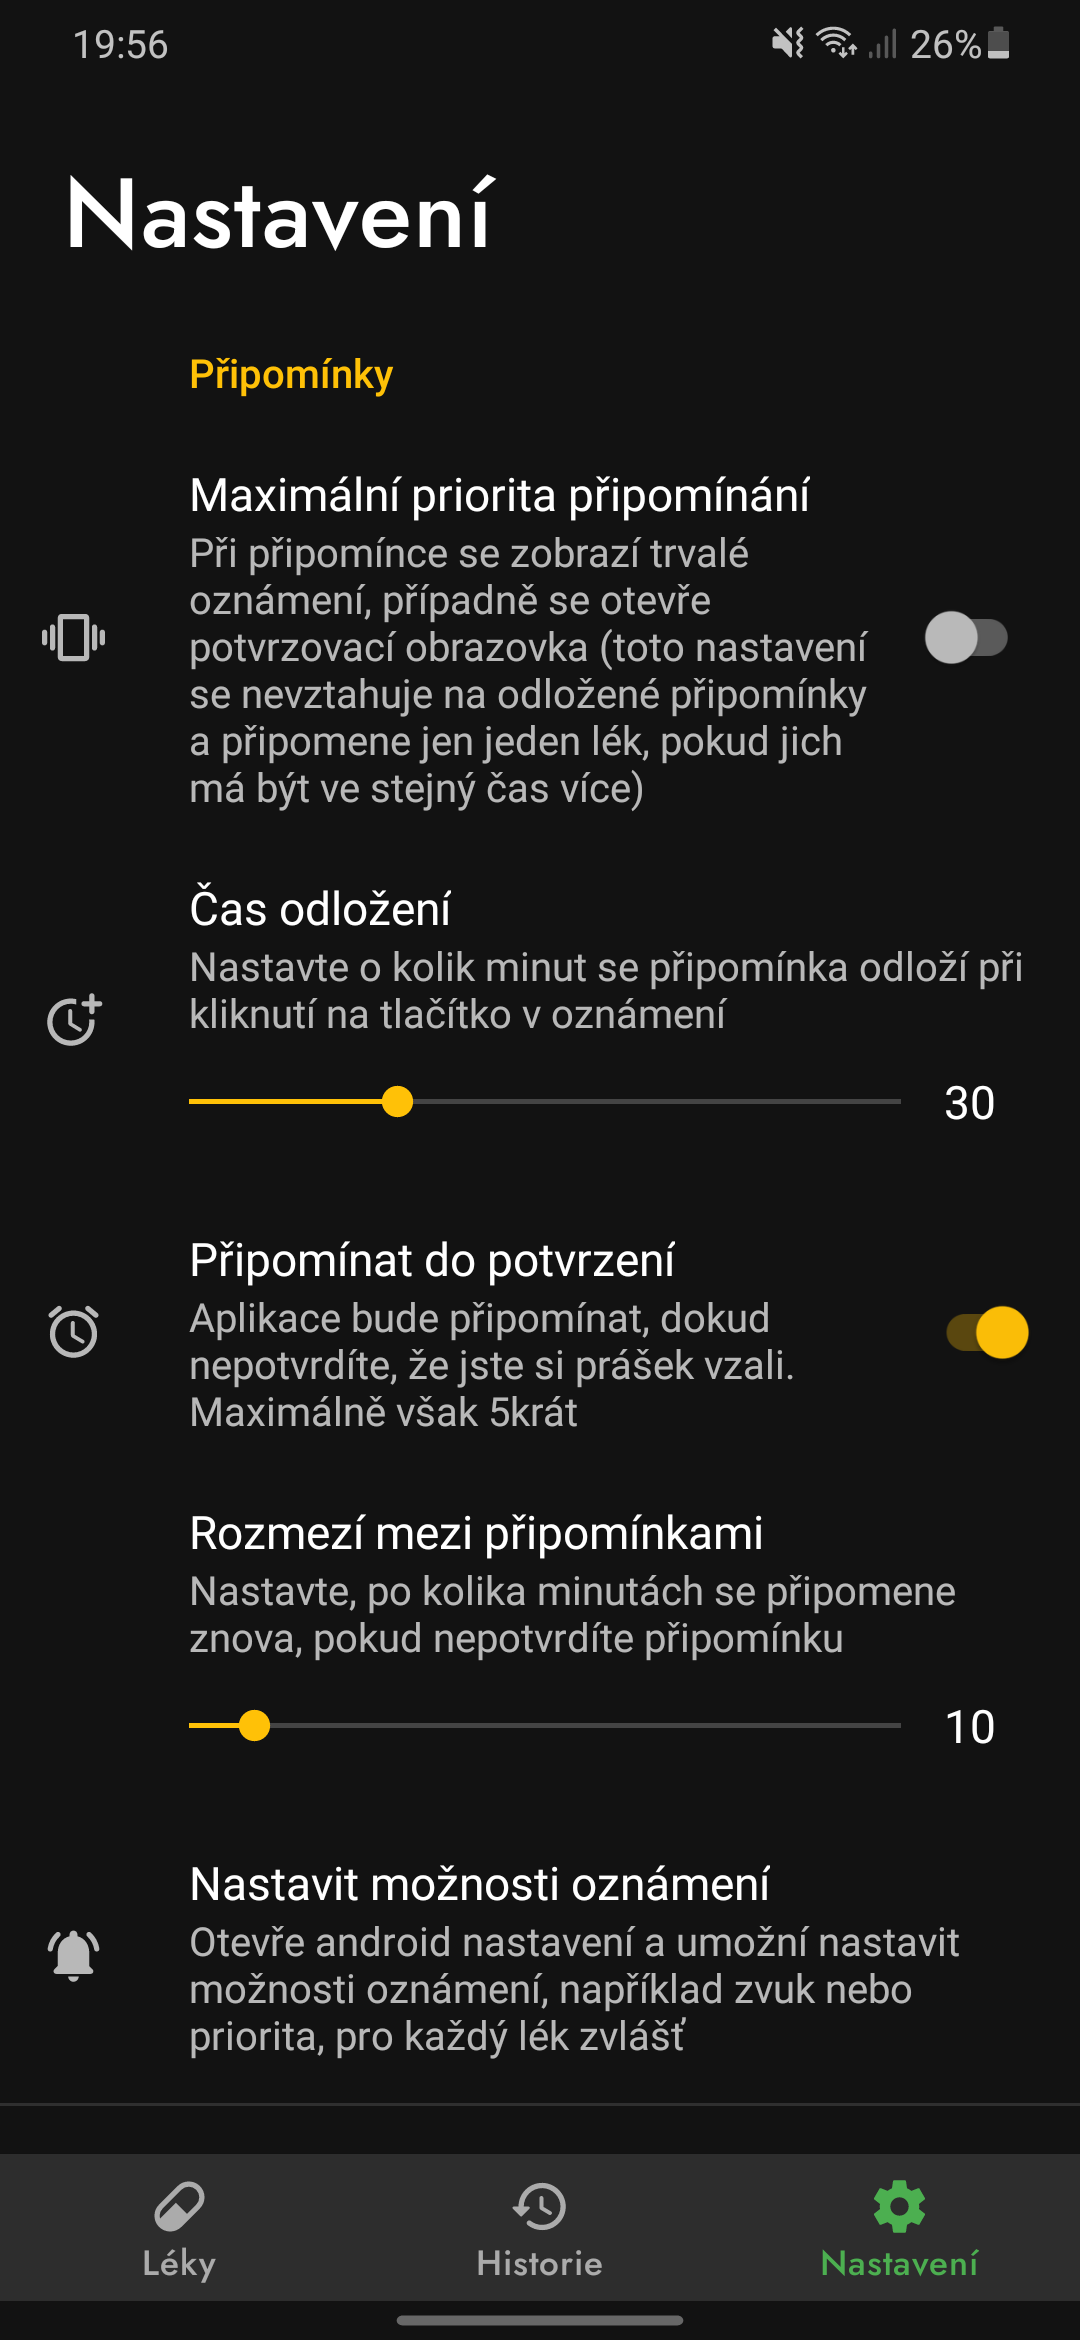 19:56
26%
Nastavení
Připomínky
Maximální priorita připomínání
Při připomínce se zobrazí trvalé
oznámení, případně se otevře
potvrzovací obrazovka (toto nastavení
se nevztahuje na odložené připomínky
a připomene jen jeden lék, pokud jich
má být ve stejný čas více)
Čas odložení
Nastavte o kolik minut se připomínka odloží při
kliknutí na tlačítko v oznámení
30
Připomínat do potvrzení
Aplikace bude připomínat, dokud
nepotvrdíte, že jste si prášek vzali.
Maximálně však 5krát
Rozmezí mezi připomínkami
Nastavte, po kolika minutách se připomene
znova, pokud nepotvrdíte připomínku
10
Nastavit možnosti oznámení
Otevře android nastavení a umožní nastavit
možnosti oznámení, například zvuk nebo
priorita, pro každý lék zvlášť
Léky
Historie
Nastavení